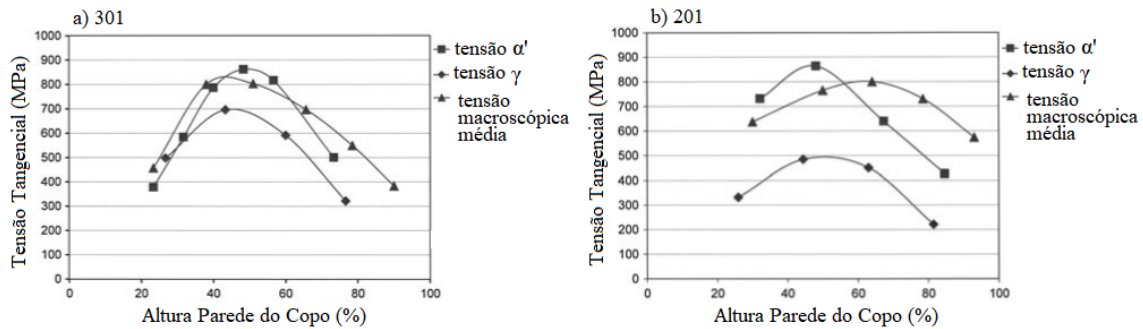 a) 301
Tensão Tangencial (MPa)
1000
900
800
700
600
500
400
300
200
100
0
0 20 40 60 80 100
Altura Parede do Copo (%)
tensão α'
tensão γ
tensão
macroscópica
média
b) 201
Tensão Tangencial (MPa)
1000
900
800
700
600
500
400
300
200
100
0
0 20 40 60 80 100
Altura Parede do Copo (%)
tensão α'
tensão γ
tensão
macroscópica
média